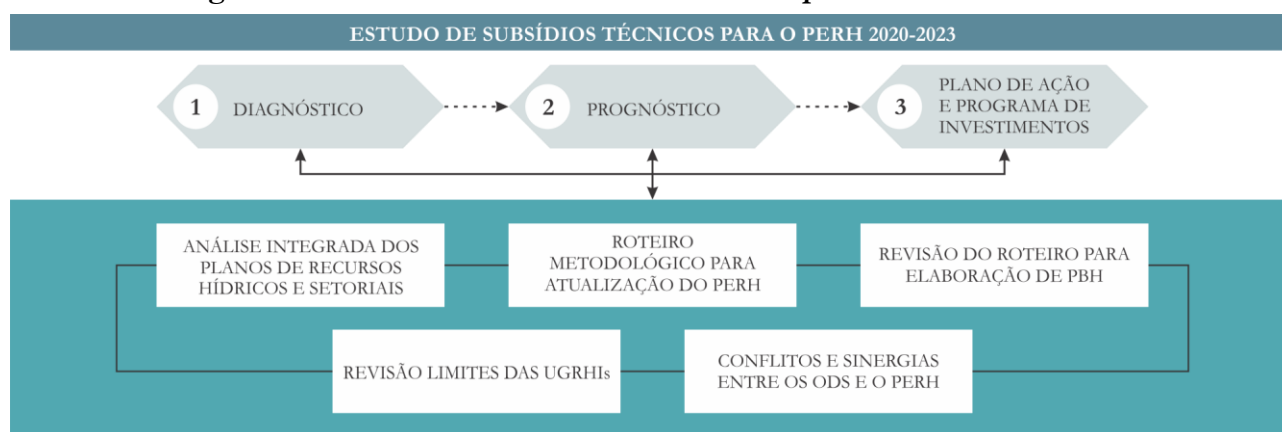 ESTUDO DE SUBSÍDIOS TÉCNICOS PARA O PERH 2020-2023
1 DIAGNÓSTICO
2 PROGNÓSTICO
3 PLANO DE AÇÃO
E PROGRAMA DE
INVESTIMENTOS
ANÁLISE INTEGRADA DOS
PLANOS DE RECURSOS
HÍDRICOS E SETORIAIS
ROTEIRO
METODOLÓGICO PARA
ATUALIZAÇÃO DO PERH
REVISÃO DO ROTEIRO PARA
ELABORAÇÃO DE PBH
REVISÃO LIMITES DAS UGRHIs
CONFLITOS E SINERGIAS
ENTRE OS ODS E O PERH